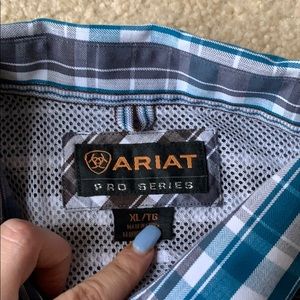 ARIAT
PRO SERIES
XL/TG